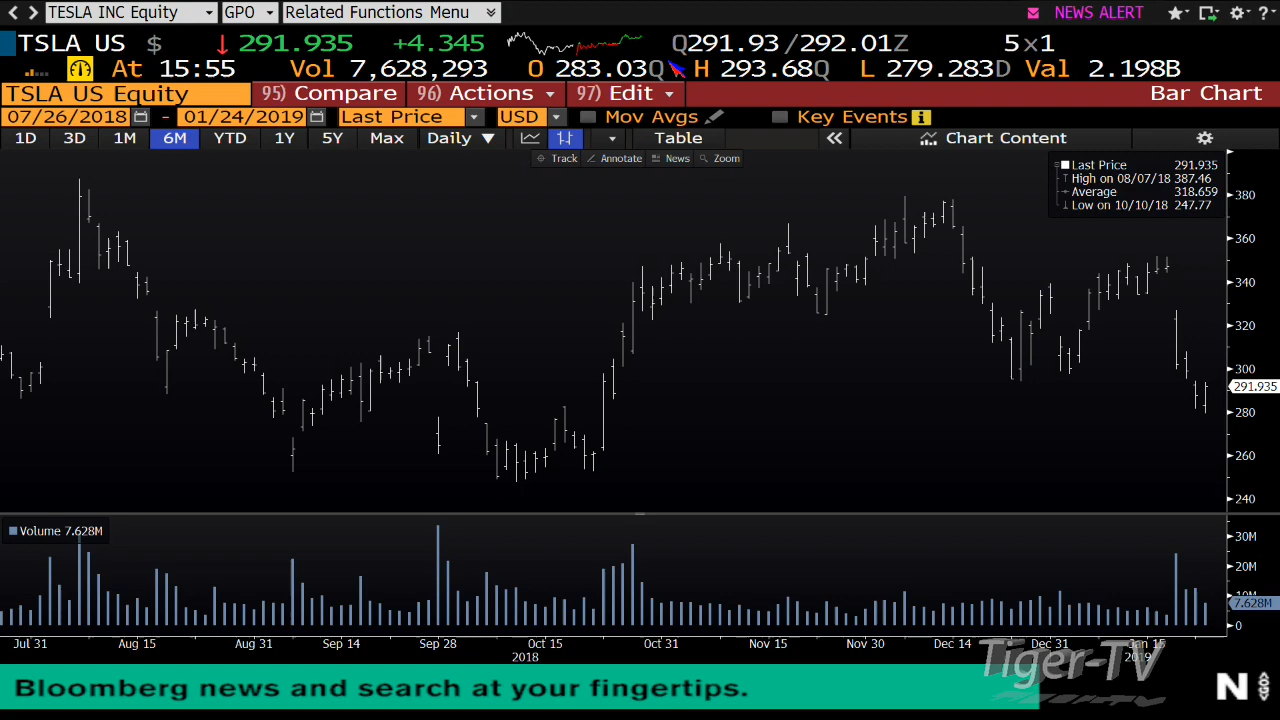 TESLA INC Equity GPO Related Functions Menu NEWS ALERT
TSLA US $ ↓ 291.935 +4.345 Q291.93/292.01Z 5x1
At 15:55 Vol 7,628,293 O 283.03Q H 293.68Q L 279.283D Val 2.198B
TSLA US Equity 95) Compare 96) Actions 97) Edit Bar Chart
07/26/2018 - 01/24/2019 Last Price USD Mov Avgs Key Events i
1D 3D 1M 6M YTD 1Y 5Y Max Daily ▼ Table « Chart Content
Track Annotate News Zoom
Last Price 291.935
High on 08/07/18 387.46
Average 318.659
Low on 10/10/18 247.77
380
360
340
320
300
291.935
280
260
240
Volume 7.628M
30M
20M
10M
7.628M
0
Jul 31 Aug 15 Aug 31 Sep 14 Sep 28 Oct 15 Oct 31 Nov 15 Nov 30 Dec 14 Dec 31 Jan 15
2018 2019
Tiger-TV
Bloomberg news and search at your fingertips.
N